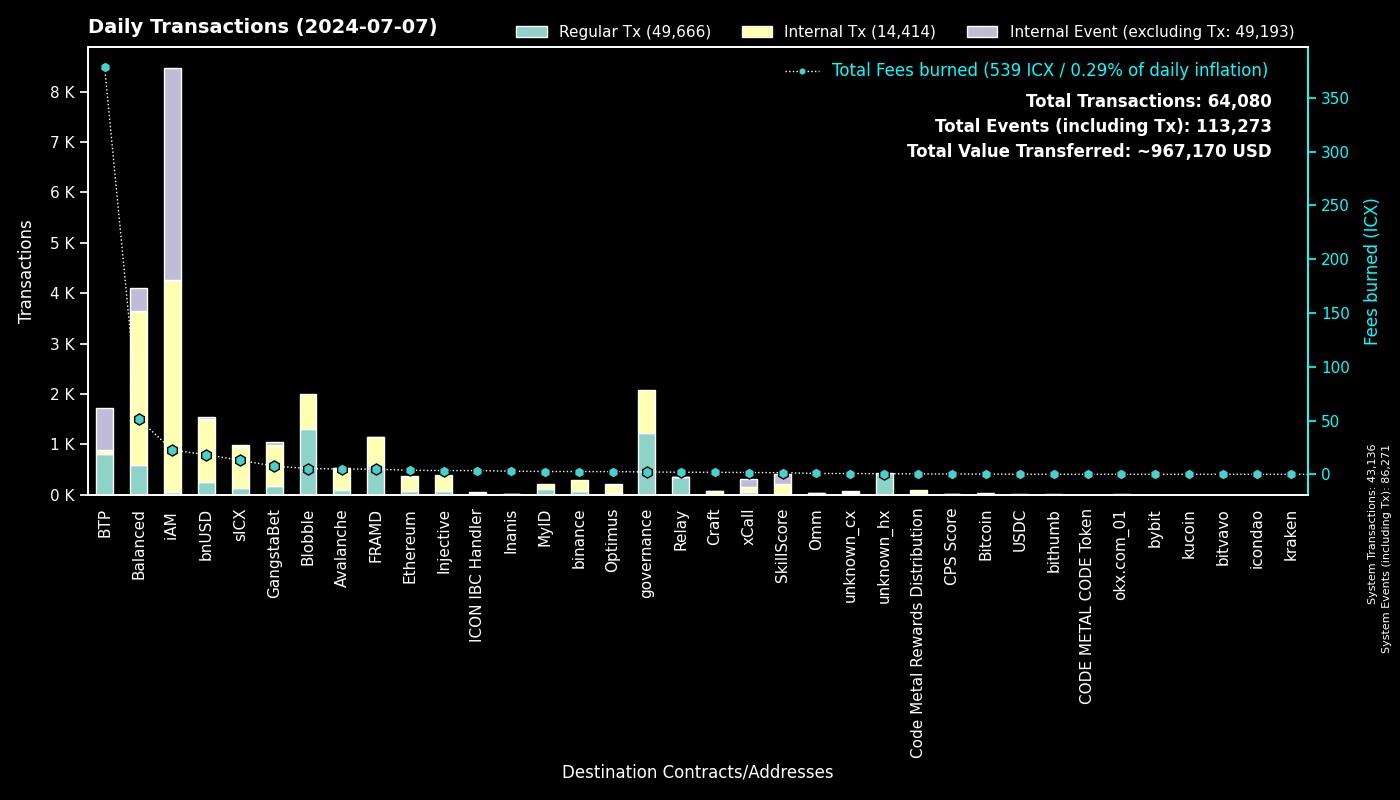 Daily Transactions (2024-07-07)
Regular Tx (49,666)
Internal Tx (14,414)
Internal Event (excluding Tx: 49,193)
Total Fees burned (539 ICX / 0.29% of daily inflation)
Total Transactions: 64,080
Total Events (including Tx): 113,273
Total Value Transferred: ~967,170 USD
Transactions
8 K
7 K
6 K
5 K
4 K
3 K
2 K
1 K
0 K
350
300
250
200
150
100
50
0
Fees burned (ICX)
BTP
Balanced
iAM
bnUSD
sICX
GangstaBet
Blobble
Avalanche
FRAMD
Ethereum
Injective
ICON IBC Hander
Inanis
MyID
binance
Optimus
governance
Relay
Craft
xCall
SkillScore
Omm
unknown_cx
unknown_hx
Code Metal Rewards Distribution
CPS Score
Bitcoin
USDC
bithumb
CODE METAL CODE Token
okx.com_01
bybit
kucoin
bitvavo
icondao
kraken
Destination Contracts/Addresses
System Transactions: 43,136
System Events (including Tx): 86,271